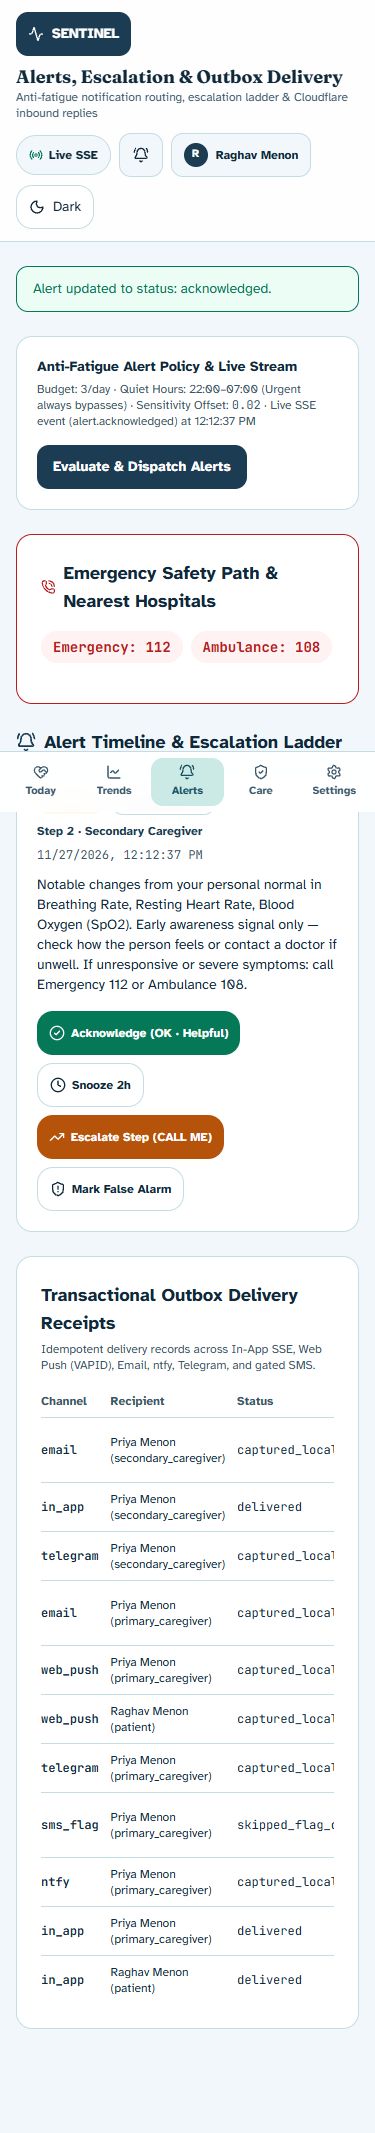 SENTINEL
Alerts, Escalation & Outbox Delivery
Anti-fatigue notification routing, escalation ladder & Cloudflare
inbound replies
Live SSE
R
Raghav Menon
Dark
Alert updated to status: acknowledged.
Anti-Fatigue Alert Policy & Live Stream
Budget: 3/day · Quiet Hours: 22:00–07:00 (Urgent
always bypasses) · Sensitivity Offset: 0.02 · Live SSE
event (alert.acknowledged) at 12:12:37 PM
Evaluate & Dispatch Alerts
Emergency Safety Path &
Nearest Hospitals
Emergency: 112
Ambulance: 108
Alert Timeline & Escalation Ladder
Today
Trends
Alerts
Care
Settings
Step 2 · Secondary Caregiver
11/27/2026, 12:12:37 PM
Notable changes from your personal normal in
Breathing Rate, Resting Heart Rate, Blood
Oxygen (SpO2). Early awareness signal only —
check how the person feels or contact a doctor if
unwell. If unresponsive or severe symptoms: call
Emergency 112 or Ambulance 108.
Acknowledge (OK · Helpful)
Snooze 2h
Escalate Step (CALL ME)
Mark False Alarm
Transactional Outbox Delivery
Receipts
Idempotent delivery records across In-App SSE, Web
Push (VAPID), Email, ntfy, Telegram, and gated SMS.
Channel Recipient Status
email Priya Menon (secondary_caregiver) captured_local
in_app Priya Menon (secondary_caregiver) delivered
telegram Priya Menon (secondary_caregiver) captured_local
email Priya Menon (primary_caregiver) captured_local
web_push Priya Menon (primary_caregiver) captured_local
web_push Raghav Menon (patient) captured_local
telegram Priya Menon (primary_caregiver) captured_local
sms_flag Priya Menon (primary_caregiver) skipped_flag_
ntfy Priya Menon (primary_caregiver) captured_local
in_app Priya Menon (primary_caregiver) delivered
in_app Raghav Menon (patient) delivered